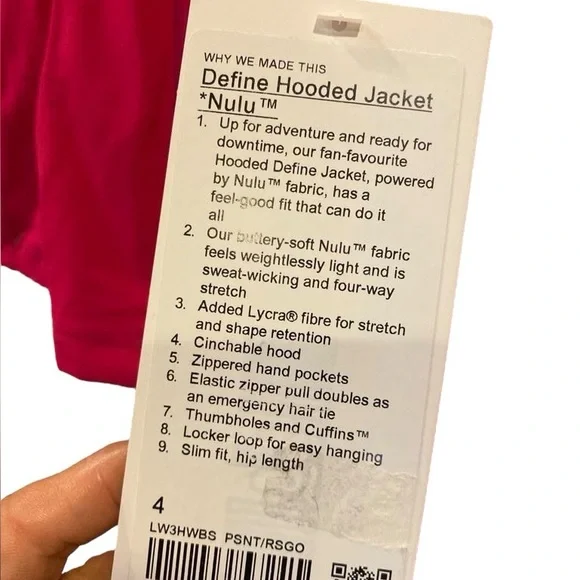 WHY WE MADE THIS
Define Hooded Jacket
*Nulu™
1. Up for adventure and ready for
downtime, our fan-favourite
Hooded Define Jacket, powered
by Nulu™ fabric, has a
feel-good fit that can do it
all
2. Our buttery-soft Nulu™ fabric
feels weightlessly light and is
sweat-wicking and four-way
stretch
3. Added Lycra® fibre for stretch
and shape retention
4. Cinchable hood
5. Zippered hand pockets
6. Elastic zipper pull doubles as
an emergency hair tie
7. Thumbholes and Cuffins™
8. Locker loop for easy hanging
9. Slim fit, hip length
4
LW3HWBS PSNT/RSGO